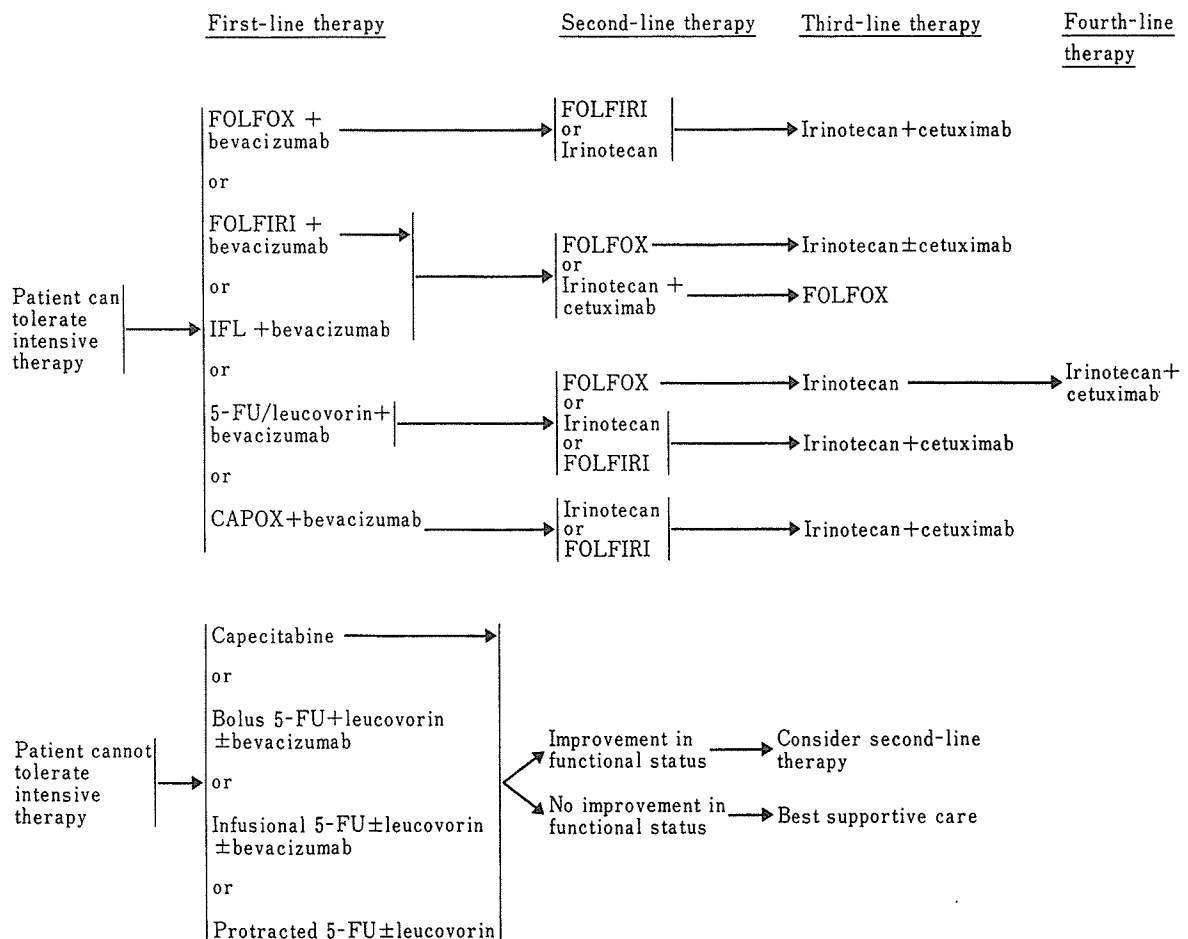 First-line therapy
Second-line therapy
Third-line therapy
Fourth-line
therapy
Patient can
tolerate
intensive
therapy
FOLFOX +
bevacizumab
or
FOLFIRI +
bevacizumab
or
IFL +bevacizumab
or
5-FU/leucovorin+
bevacizumab
or
CAPOX+bevacizumab
FOLFIRI
or
Irinotecan
Irinotecan+cetuximab
FOLFOX
or
Irinotecan +
cetuximab
Irinotecan±cetuximab
FOLFOX
FOLFOX
or
Irinotecan
or
FOLFIRI
Irinotecan
Irinotecan+
cetuximab
Irinotecan+cetuximab
Irinotecan
or
FOLFIRI
Irinotecan+cetuximab
Patient cannot
tolerate
intensive
therapy
Capecitabine
or
Bolus 5-FU+leucovorin
±bevacizumab
or
Infusional 5-FU±leucovorin
±bevacizumab
or
Protracted 5-FU±leucovorin
Improvement in
functional status
Consider second-line
therapy
No improvement in
functional status
Best supportive care